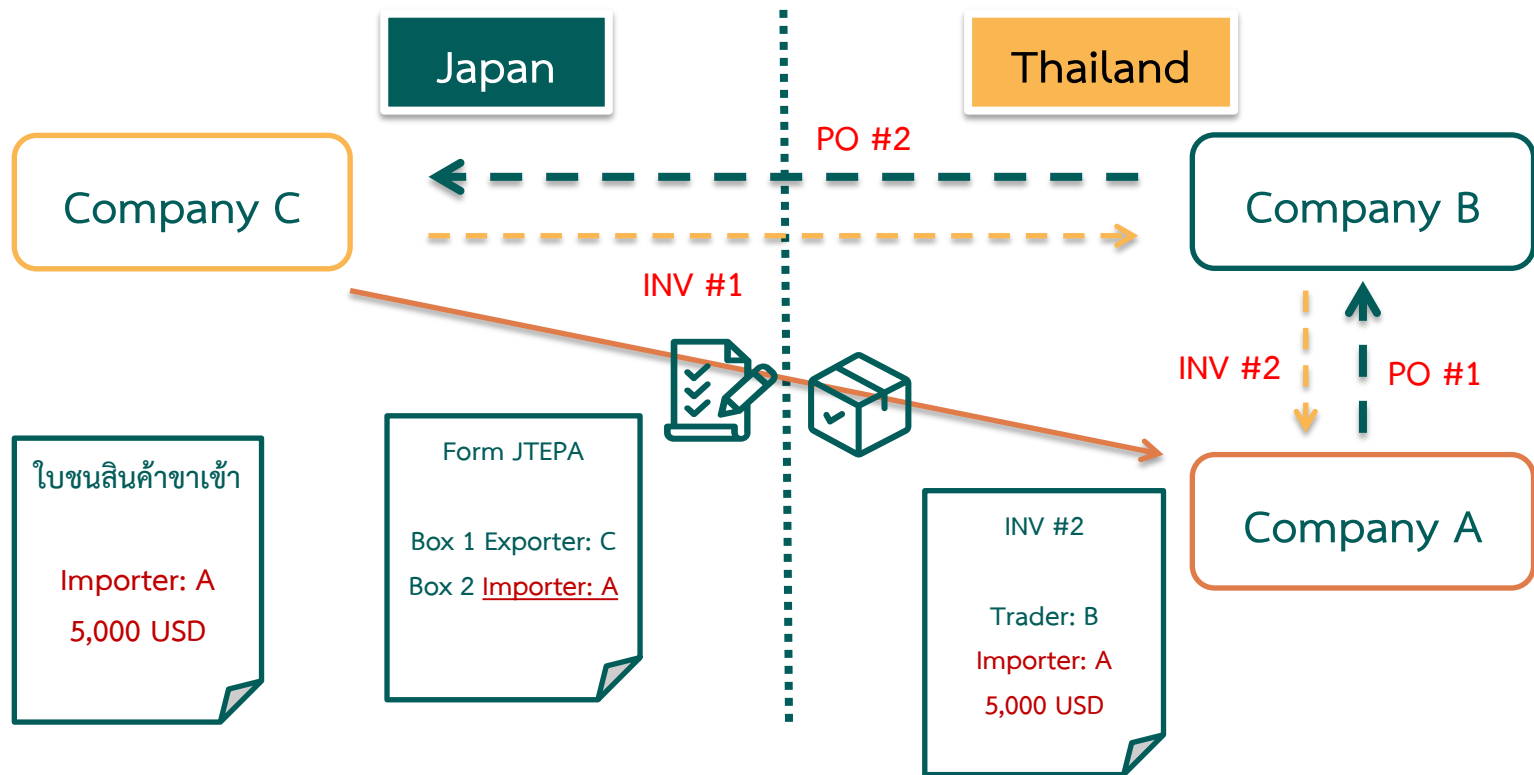 Japan
Thailand
PO #2
Company C
Company B
INV #1
INV #2
PO #1
ใบชนสินค้าขาเข้า
Importer: A
5,000 USD
Form JTEPA
Box 1 Exporter: C
Box 2 Importer: A
INV #2
Trader: B
Importer: A
5,000 USD
Company A